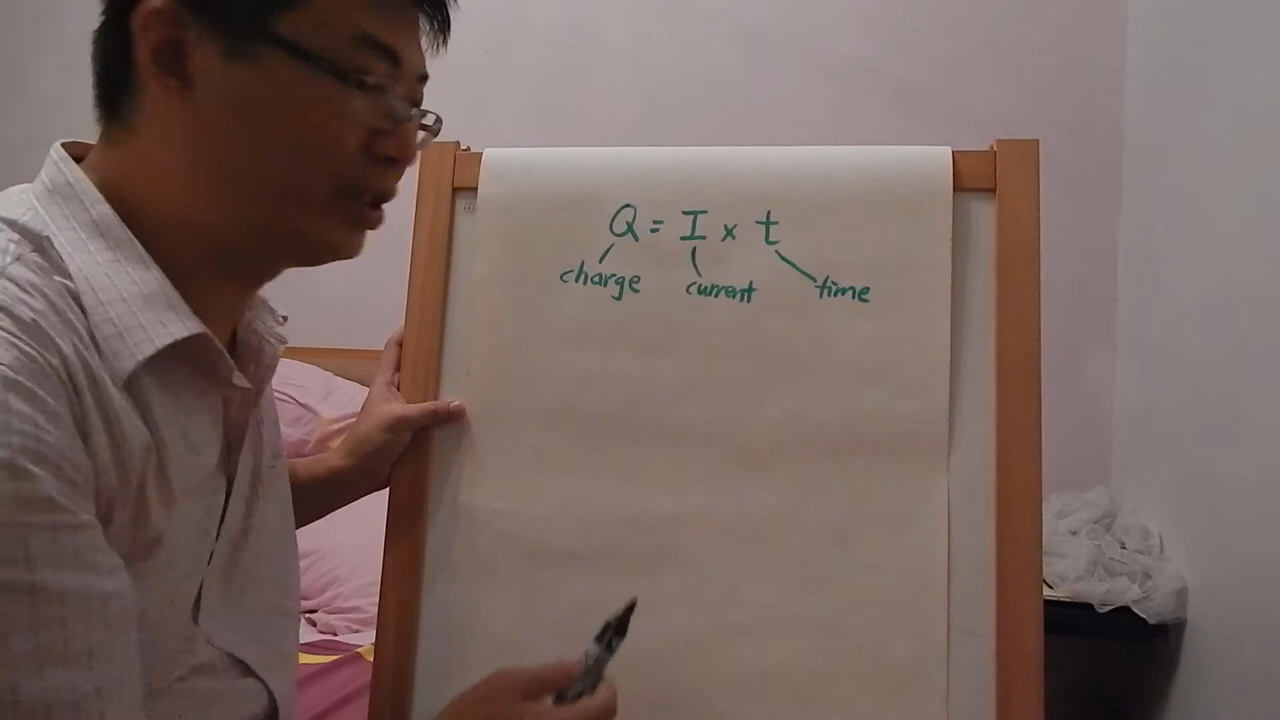 Q = I × t
charge current time